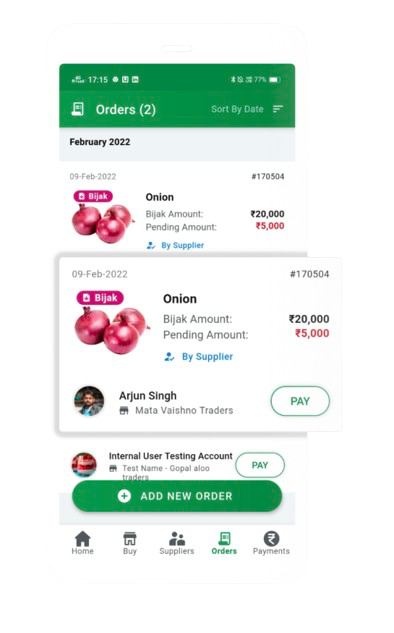 17:15
77%
Orders (2)
Sort By Date
February 2022
09-Feb-2022 #170504
Bijak
Onion
Bijak Amount: ₹20,000
Pending Amount: ₹5,000
By Supplier
09-Feb-2022 #170504
Bijak
Onion
Bijak Amount: ₹20,000
Pending Amount: ₹5,000
By Supplier
Arjun Singh
Mata Vaishno Traders
PAY
Internal User Testing Account
Test Name - Gopal aloo
traders
PAY
ADD NEW ORDER
Home Buy Suppliers Orders Payments